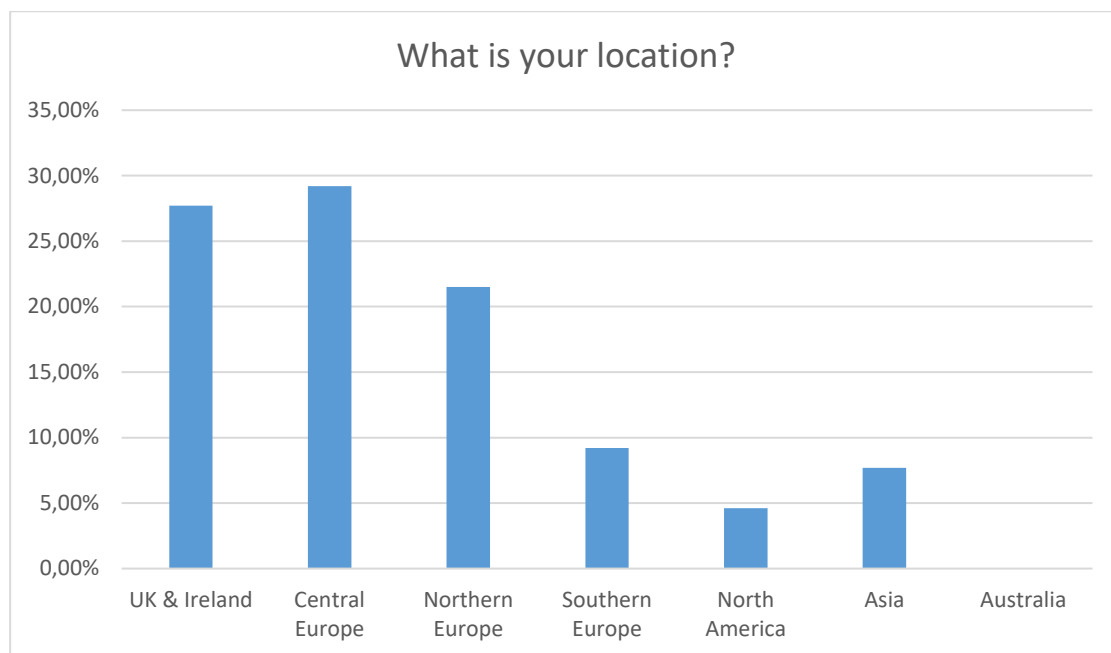 What is your location?
35,00%
30,00%
25,00%
20,00%
15,00%
10,00%
5,00%
0,00%
UK & Ireland
Central
Europe
Northern
Europe
Southern
Europe
North
America
Asia
Australia